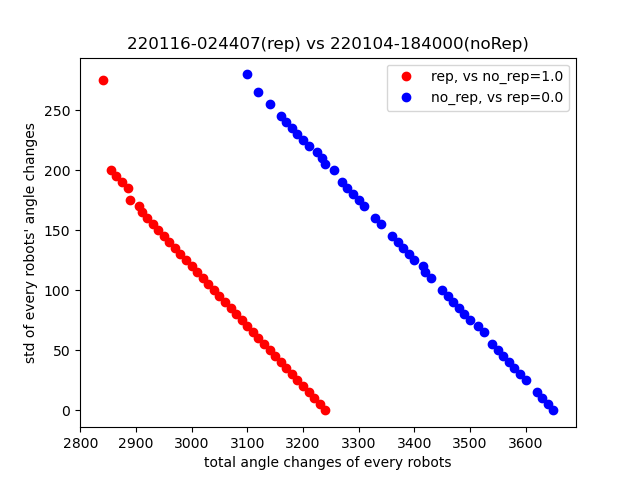 220116-024407(rep) vs 220104-184000(noRep)
rep, vs no_rep=1.0
no_rep, vs rep=0.0
std of every robots' angle changes
250
200
150
100
50
0
2800 2900 3000 3100 3200 3300 3400 3500 3600
total angle changes of every robots